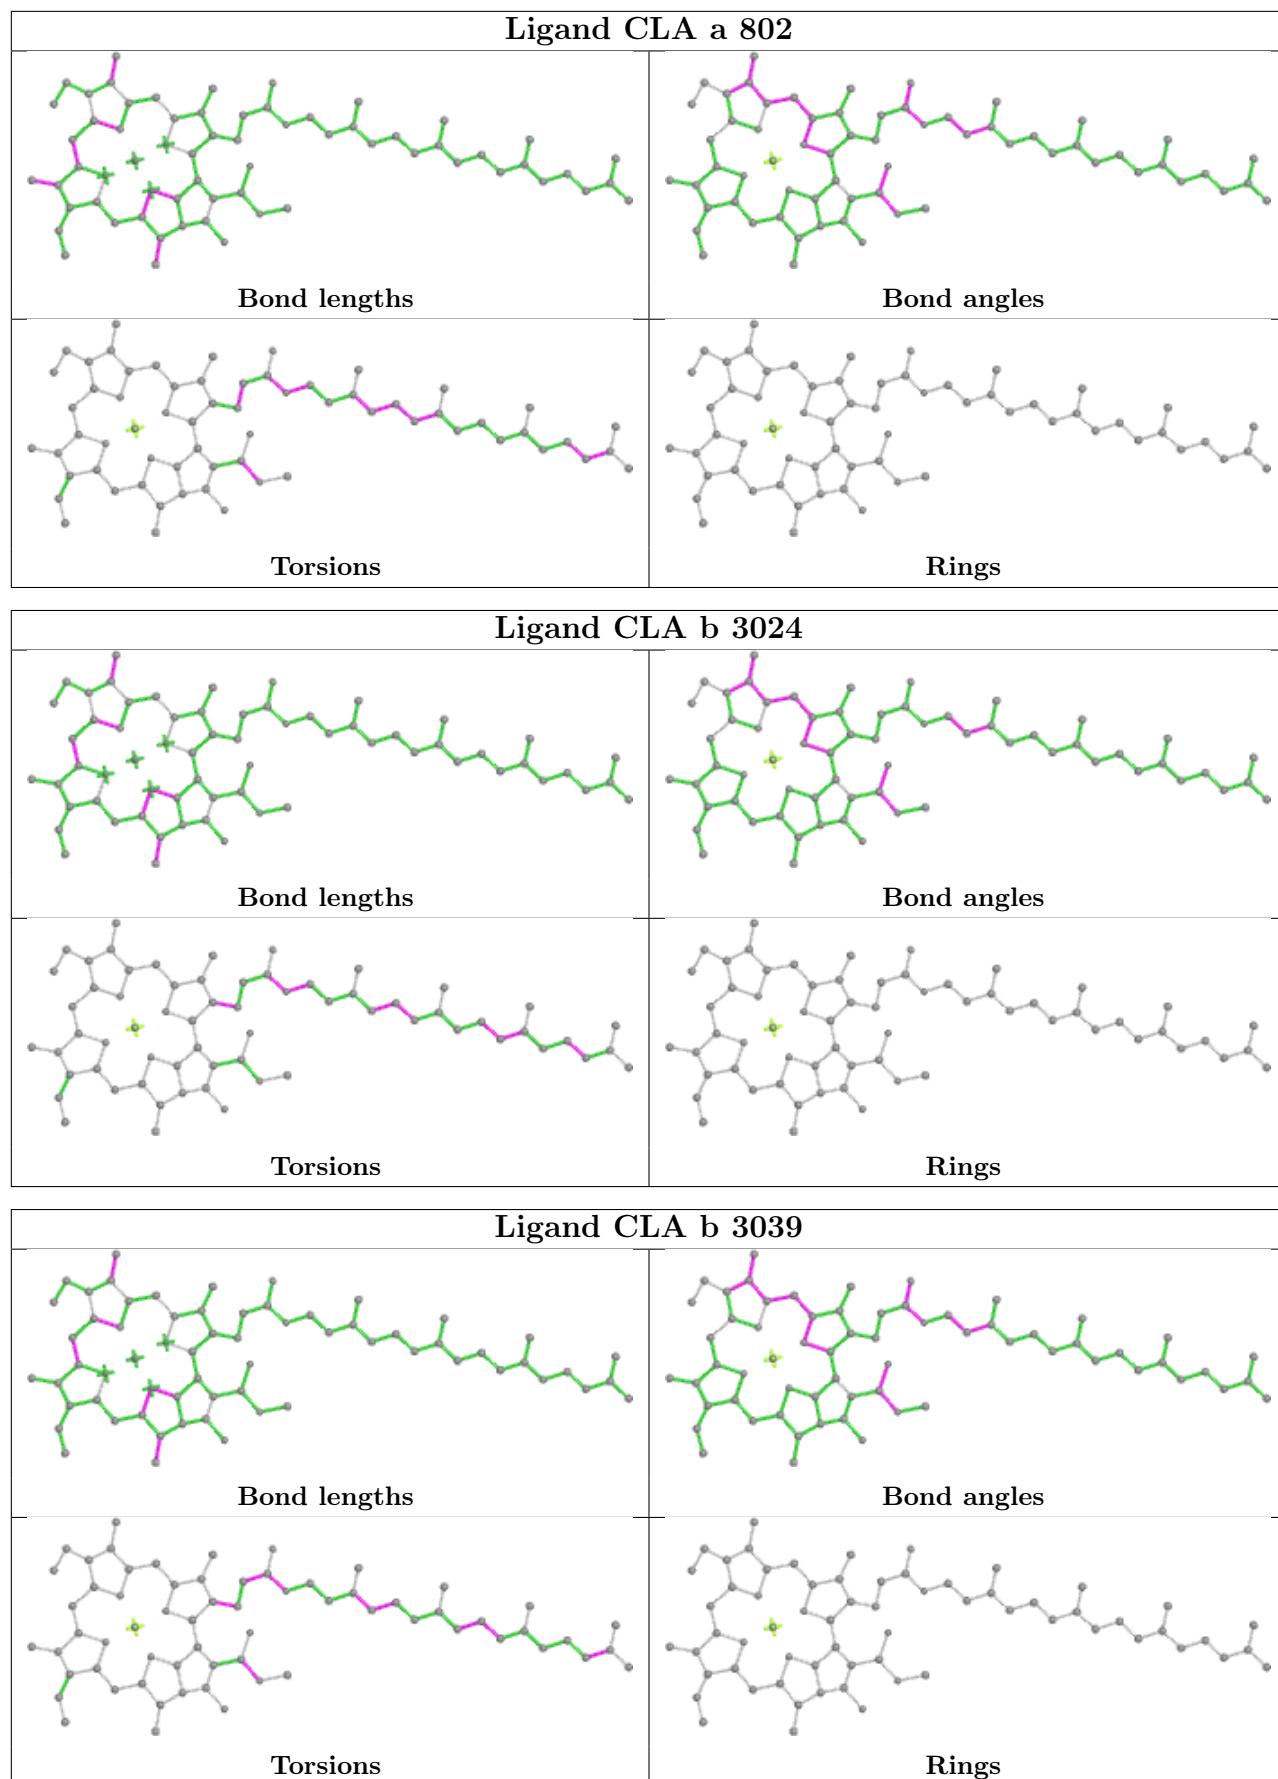 Ligand CLA a 802
Bond lengths
Bond angles
Torsions
Rings
Ligand CLA b 3024
Bond lengths
Bond angles
Torsions
Rings
Ligand CLA b 3039
Bond lengths
Bond angles
Torsions
Rings